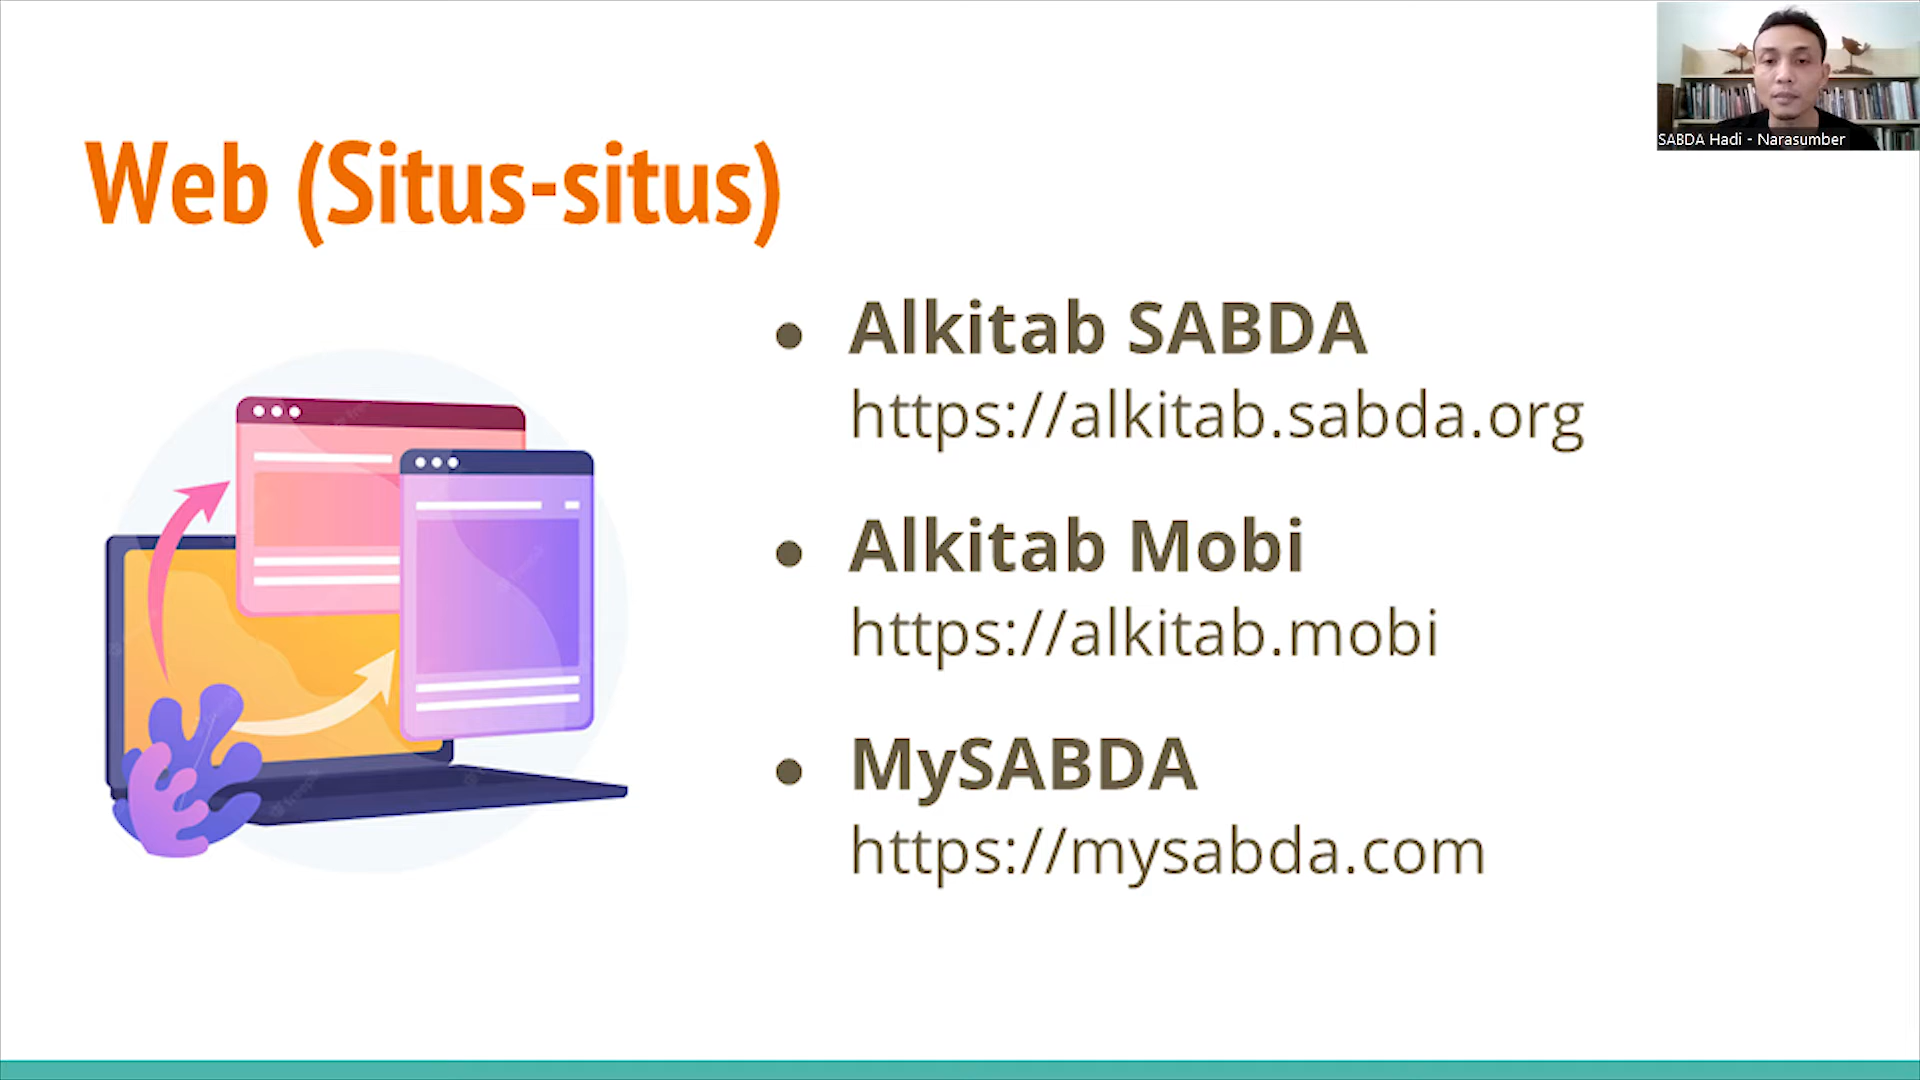 SABDA Hadi - Narasumber
Web (Situs-situs)
Alkitab SABDA
https://alkitab.sabda.org
Alkitab Mobi
https://alkitab.mobi
MySABDA
https://mysabda.com